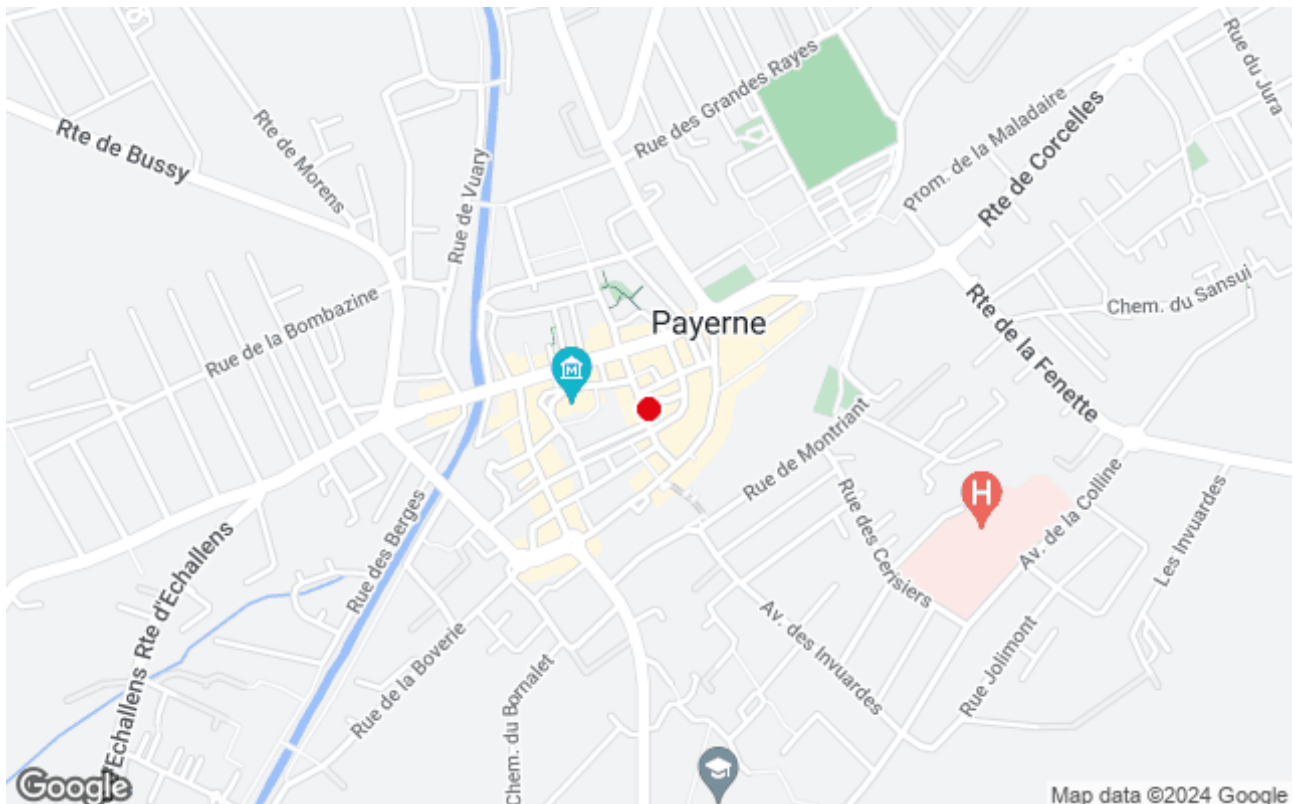 Rue des Grandes Rayes
Rue du Jura
Rte de Bussy
Rte de Morens
Rue de Vuary
Prom. de la Maladaire
Rte de Corcelles
Rue de la Bombazine
Payerne
M
Chem. du Sansui
Rte de la Fenette
Rue de Montriant
H
Rue des Cerisiers
Av. de la Colline
Les Invuardes
Rue des Berges
Rte d'Echallens
d'Echallens
Rue de la Boverie
Chem. du Bornalet
Av. des Invuardes
Rue Jolimont
Google
Map data ©2024 Google